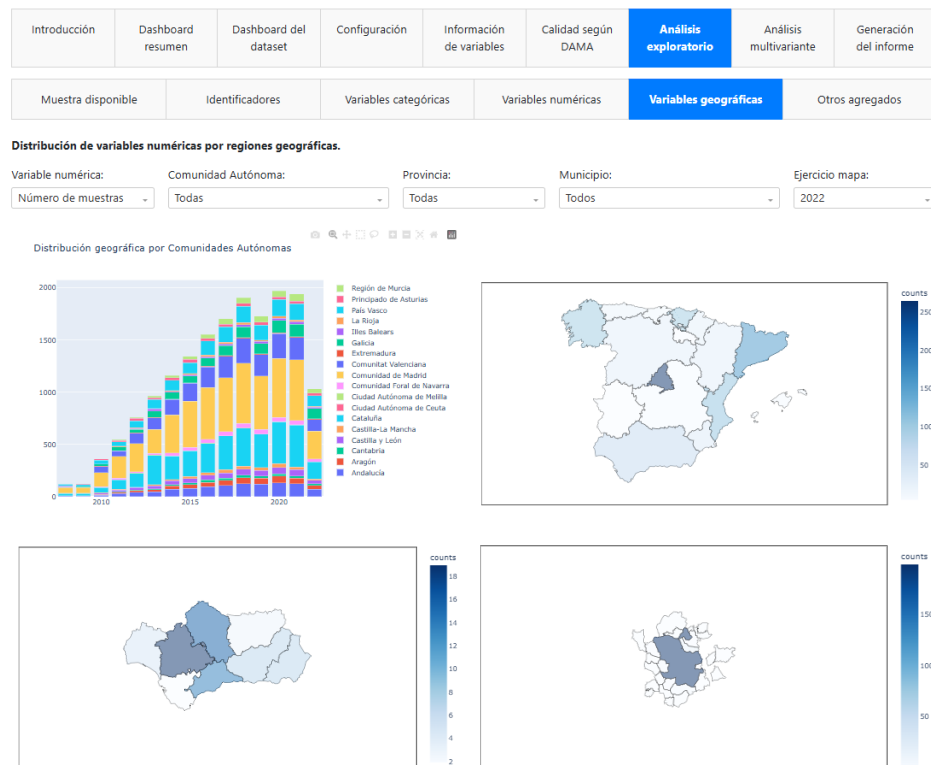 Introducción
Dashboard
resumen
Dashboard del
dataset
Configuración
Información
de variables
Calidad según
DAMA
Análisis
exploratorio
Análisis
multivariante
Generación
del informe
Muestra disponible
Identificadores
Variables categóricas
Variables numéricas
Variables geográficas
Otros agregados
Distribución de variables numéricas por regiones geográficas.
Variable numérica:
Comunidad Autónoma:
Provincia:
Municipio:
Ejercicio mapa:
Número de muestras
Todas
Todas
Todos
2022
Distribución geográfica por Comunidades Autónomas
2000
1500
1000
500
0
2010
2015
2020
Región de Murcia
Principado de Asturias
País Vasco
La Rioja
Illes Balears
Galicia
Extremadura
Comunitat Valenciana
Comunidad de Madrid
Comunidad Foral de Navarra
Ciudad Autónoma de Melilla
Ciudad Autónoma de Ceuta
Cataluña
Castilla-La Mancha
Castilla y León
Cantabria
Aragón
Andalucía
counts
50
counts
18
16
14
12
10
8
6
4
2
counts
50